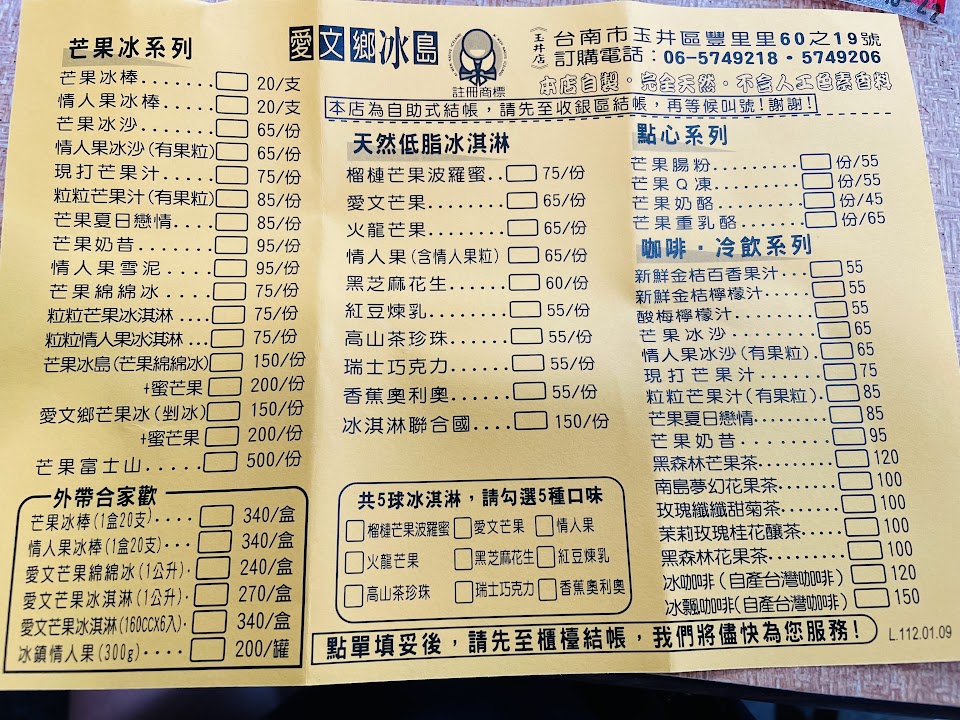 愛文鄉冰島
《玉井店》
註冊商標
台南市玉井區豐里里60之19號
訂購電話：06-5749218・5749206
本店自製・完全天然・不含人工色素香料
本店為自助式結帳，請先至收銀區結帳，再等候叫號！謝謝！
芒果冰系列
芒果冰棒......□ 20/支
情人果冰棒....□ 20/支
芒果冰沙......□ 65/份
情人果冰沙(有果粒)□ 65/份
現打芒果汁....□ 75/份
粒粒芒果汁(有果粒)□ 85/份
芒果夏日戀情....□ 85/份
芒果奶昔.......□ 95/份
情人果雪泥....□ 95/份
芒果綿綿冰....□ 75/份
粒粒芒果冰淇淋....□ 75/份
粒粒情人果冰淇淋...□ 75/份
芒果冰島(芒果綿綿冰)□ 150/份
+蜜芒果□ 200/份
愛文鄉芒果冰(剉冰)□ 150/份
+蜜芒果□ 200/份
芒果富士山.....□ 500/份
外帶合家歡
芒果冰棒(1盒20支)....□ 340/盒
情人果冰棒(1盒20支)...□ 340/盒
愛文芒果綿綿冰(1公升).□ 240/盒
愛文芒果冰淇淋(1公升).□ 270/盒
愛文芒果冰淇淋(160CCX6入).□ 340/盒
冰鎮情人果(300g)....□ 200/罐
天然低脂冰淇淋
榴槤芒果波羅蜜..□ 75/份
愛文芒果........□ 65/份
火龍芒果........□ 65/份
情人果(含情人果粒)□ 65/份
黑芝麻花生......□ 60/份
紅豆煉乳........□ 55/份
高山茶珍珠......□ 55/份
瑞士巧克力......□ 55/份
香蕉奧利奧......□ 55/份
冰淇淋聯合國....□ 150/份
共5球冰淇淋，請勾選5種口味
□榴槤芒果波羅蜜□愛文芒果□情人果
□火龍芒果 □黑芝麻花生□紅豆煉乳
□高山茶珍珠 □瑞士巧克力□香蕉奧利奧
點心系列
芒果腸粉.........□份/55
芒果Q凍..........□份/55
芒果奶酪.........□份/45
芒果重乳酪.......□份/65
咖啡・冷飲系列
新鮮金桔百香果汁...□ 55
新鮮金桔檸檬汁.....□ 55
酸梅檸檬汁.......□ 55
芒果冰沙.........□ 65
情人果冰沙(有果粒).□ 65
現打芒果汁.......□ 75
粒粒芒果汁(有果粒).□ 85
芒果夏日戀情.......□ 85
芒果奶昔.........□ 95
黑森林芒果茶........□ 120
南島夢幻花果茶.....□ 100
玫瑰纖纖甜菊茶.....□ 100
茉莉玫瑰桂花釀茶....□ 100
黑森林花果茶.......□ 100
冰咖啡(自產台灣咖啡)□ 120
冰飄咖啡(自產台灣咖啡)□ 150
點單填妥後，請先至櫃檯結帳，我們將儘快為您服務！
L.112.01.09